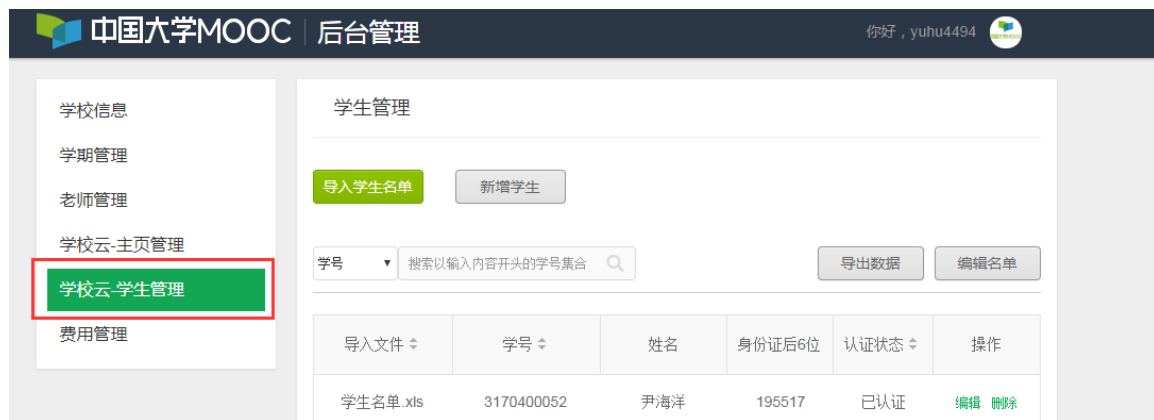 中国大学MOOC 后台管理 你好，yuhu4494
学校信息
学期管理
老师管理
学校云-主页管理
学校云-学生管理
费用管理
学生管理
导入学生名单 新增学生
学号 搜索以输入内容开头的学号集合 导出数据 编辑名单
导入文件 学号 姓名 身份证后6位 认证状态 操作
学生名单.xls 3170400052 尹海洋 195517 已认证 编辑 删除